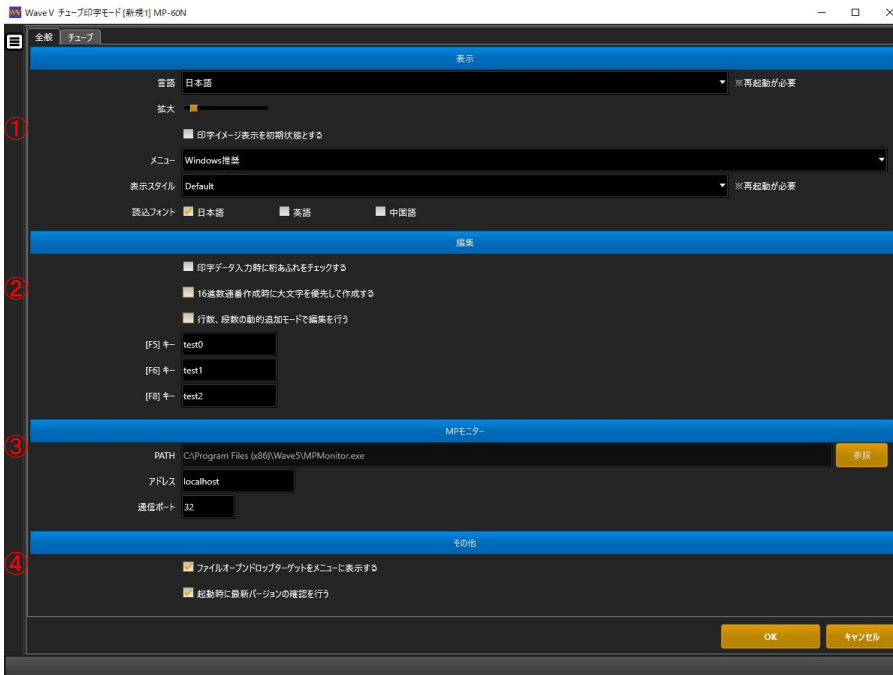 Wave V チューブ印字モード [新規1] MP-60N
全般 チューブ
表示
言語 日本語 ※再起動が必要
拡大
①
印字イメージ表示を初期状態とする
メニュー Windows推奨
表示スタイル Default ※再起動が必要
読込フォント 日本語 英語 中国語
編集
印字データ入力時に桁あふれをチェックする
② 16進数連番作成時に大文字を優先して作成する
行数、段数の動的追加モードで編集を行う
[F5] キー test0
[F6] キー test1
[F8] キー test2
MPモニター
③
PATH C:\Program Files (x86)\Wave5\MPMonitor.exe 参照
アドレス localhost
通信ポート 32
その他
④ ファイルオープンドロップターゲットをメニューに表示する
起動時に最新バージョンの確認を行う
OK キャンセル